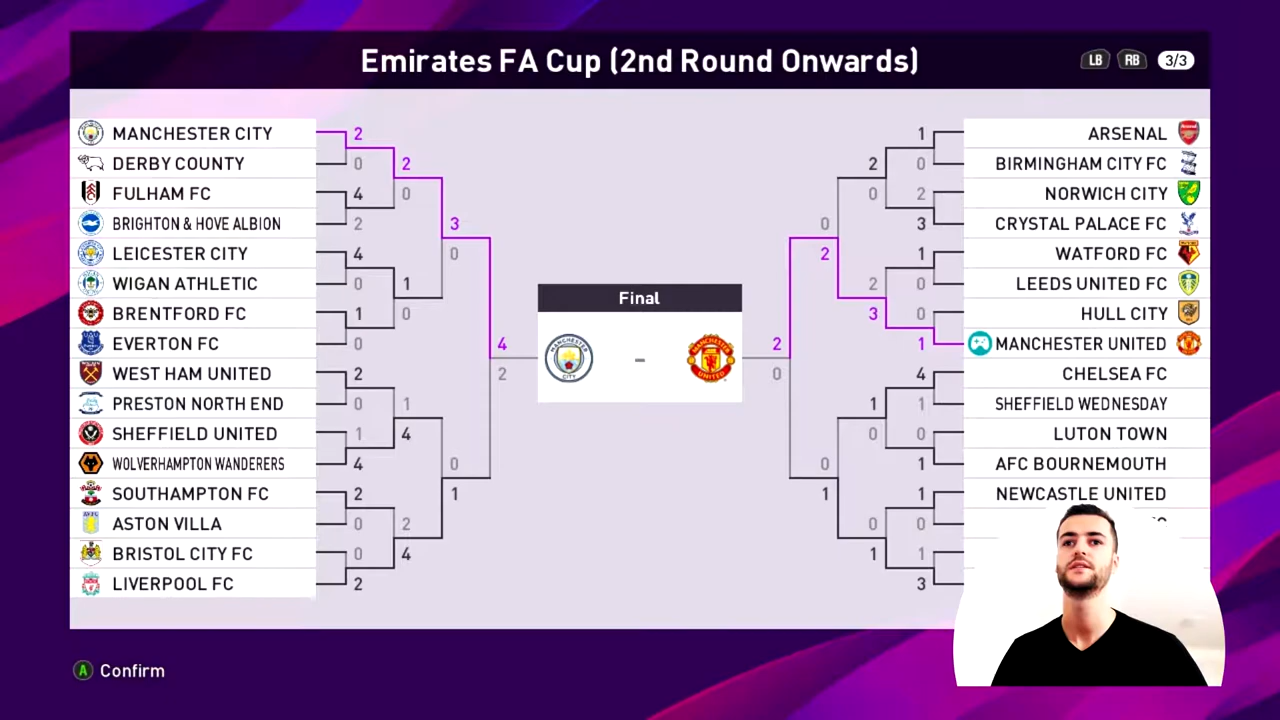 Emirates FA Cup (2nd Round Onwards)
LB RB 3/3
MANCHESTER CITY 2
DERBY COUNTY 0
FULHAM FC 4
BRIGHTON & HOVE ALBION 2
LEICESTER CITY 4
WIGAN ATHLETIC 0
BRENTFORD FC 1
EVERTON FC 0
WEST HAM UNITED 2
PRESTON NORTH END 0
SHEFFIELD UNITED 1
WOLVERHAMPTON WANDERERS 4
SOUTHAMPTON FC 2
ASTON VILLA 0
BRISTOL CITY FC 0
LIVERPOOL FC 2
2
0
1
0
1
4
2
4
3
0
0
1
4
2
Final
MANCHESTER CITY
-
MANCHESTER UNITED
2
0
0
2
0
1
2
0
2
3
1
0
0
1
1 ARSENAL
0 BIRMINGHAM CITY FC
2 NORWICH CITY
3 CRYSTAL PALACE FC
1 WATFORD FC
0 LEEDS UNITED FC
0 HULL CITY
1 MANCHESTER UNITED
4 CHELSEA FC
1 SHEFFIELD WEDNESDAY
0 LUTON TOWN
1 AFC BOURNEMOUTH
1 NEWCASTLE UNITED
0
1
3
A Confirm